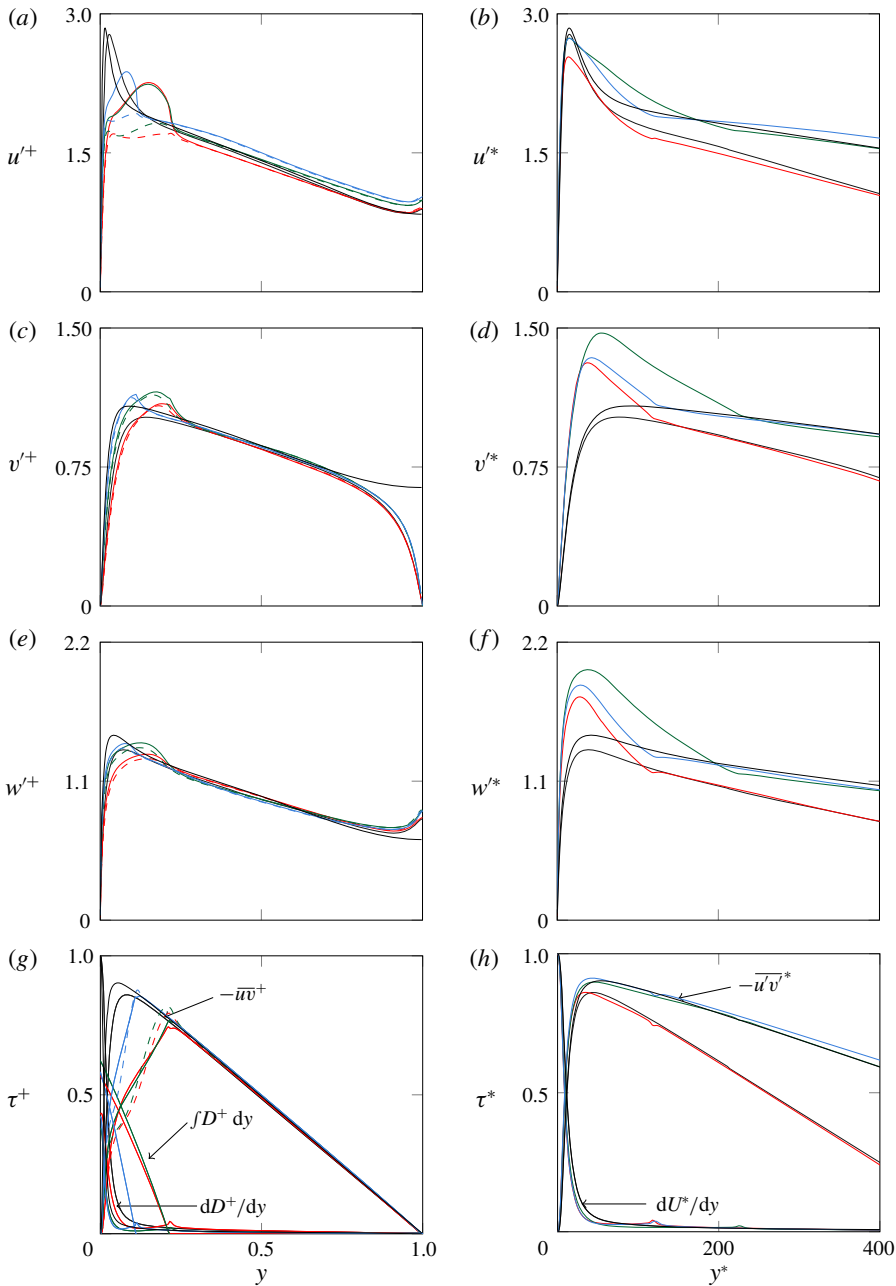 (a)
(b)
3.0
3.0
u′+
1.5
u′*
1.5
0
0
(c)
(d)
1.50
1.50
v′+
0.75
v′*
0.75
0
0
(e)
(f)
2.2
2.2
w′+
1.1
w′*
1.1
0
0
(g)
(h)
1.0
1.0
−uv+
−u′v′*
τ+
0.5
τ*
0.5
∫D+ dy
dD+/dy
dU*/dy
0
0.5
1.0
0
200
400
y
y*